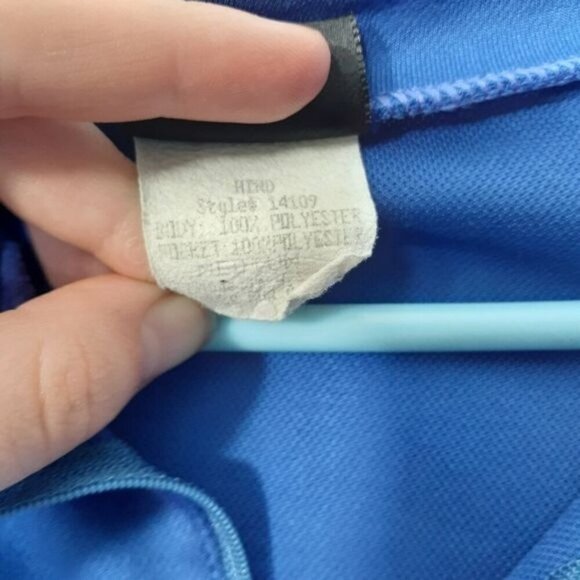 HIND
Style# 14109
BODY: 100% POLYESTER
POCKET 100%POLYESTER